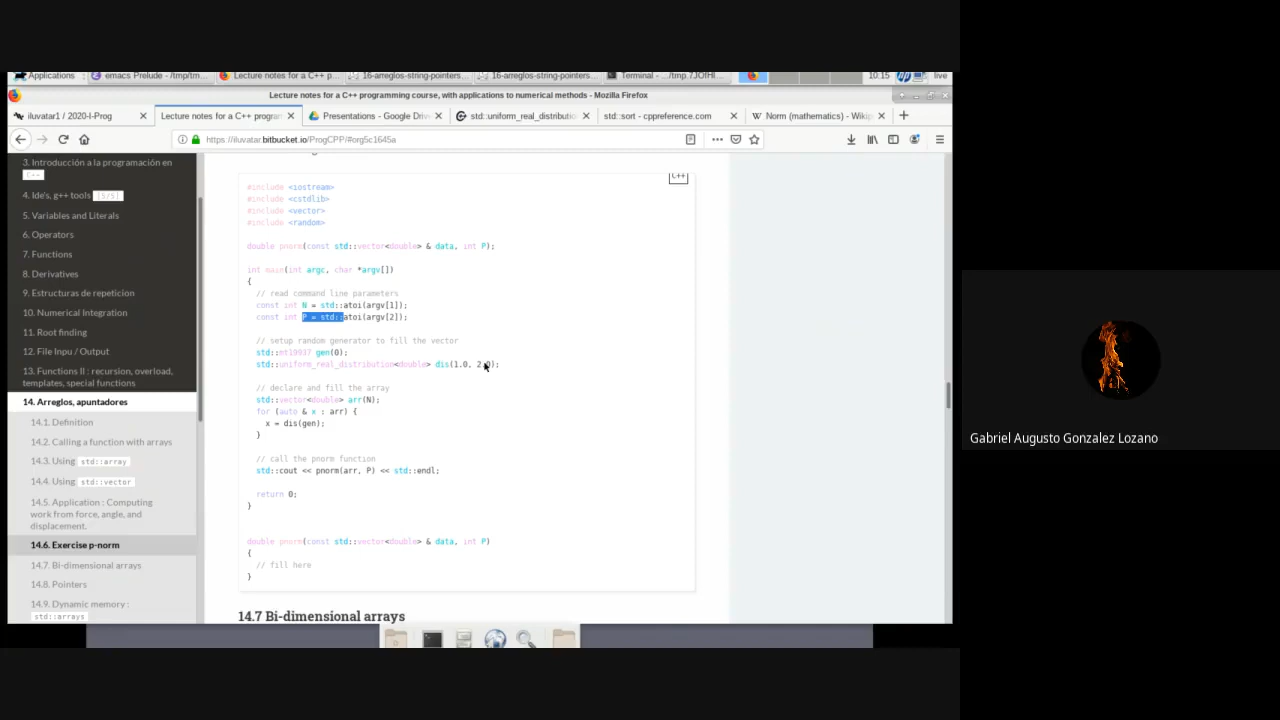 Applications
emacs Prelude - /tmp/tm...
Lecture notes for a C++ p...
16-arreglos-string-pointers...
16-arreglos-string-pointers...
Terminal - .../tmp.7JOfHl...
10:15
live
Lecture notes for a C++ programming course, with applications to numerical methods - Mozilla Firefox
iluvatar1 / 2020-I-Prog
Lecture notes for a C++ program
Presentations - Google Driv
std::uniform_real_distributio
std::sort - cppreference.com
Norm (mathematics) - Wikip
https://iluvatar.bitbucket.io/ProgCPP/#org5c1645a
3. Introducción a la programación en
C++
4. Ide's, g++ tools [5/5]
5. Variables and Literals
6. Operators
7. Functions
8. Derivatives
9. Estructuras de repeticion
10. Numerical Integration
11. Root finding
12. File Inpu / Output
13. Functions II : recursion, overload,
templates, special functions
14. Arreglos, apuntadores
14.1. Definition
14.2. Calling a function with arrays
14.3. Using std::array
14.4. Using std::vector
14.5. Application : Computing
work from force, angle, and
displacement.
14.6. Exercise p-norm
14.7. Bi-dimensional arrays
14.8. Pointers
14.9. Dynamic memory :
std::arrays
C++
#include <iostream>
#include <cstdlib>
#include <vector>
#include <random>
double pnorm(const std::vector<double> & data, int P);
int main(int argc, char *argv[])
{
// read command line parameters
const int N = std::atoi(argv[1]);
const int P = std::atoi(argv[2]);
// setup random generator to fill the vector
std::mt19937 gen(0);
std::uniform_real_distribution<double> dis(1.0, 2.0);
// declare and fill the array
std::vector<double> arr(N);
for (auto & x : arr) {
x = dis(gen);
}
// call the pnorm function
std::cout << pnorm(arr, P) << std::endl;
return 0;
}
double pnorm(const std::vector<double> & data, int P)
{
// fill here
}
14.7 Bi-dimensional arrays
Gabriel Augusto Gonzalez Lozano